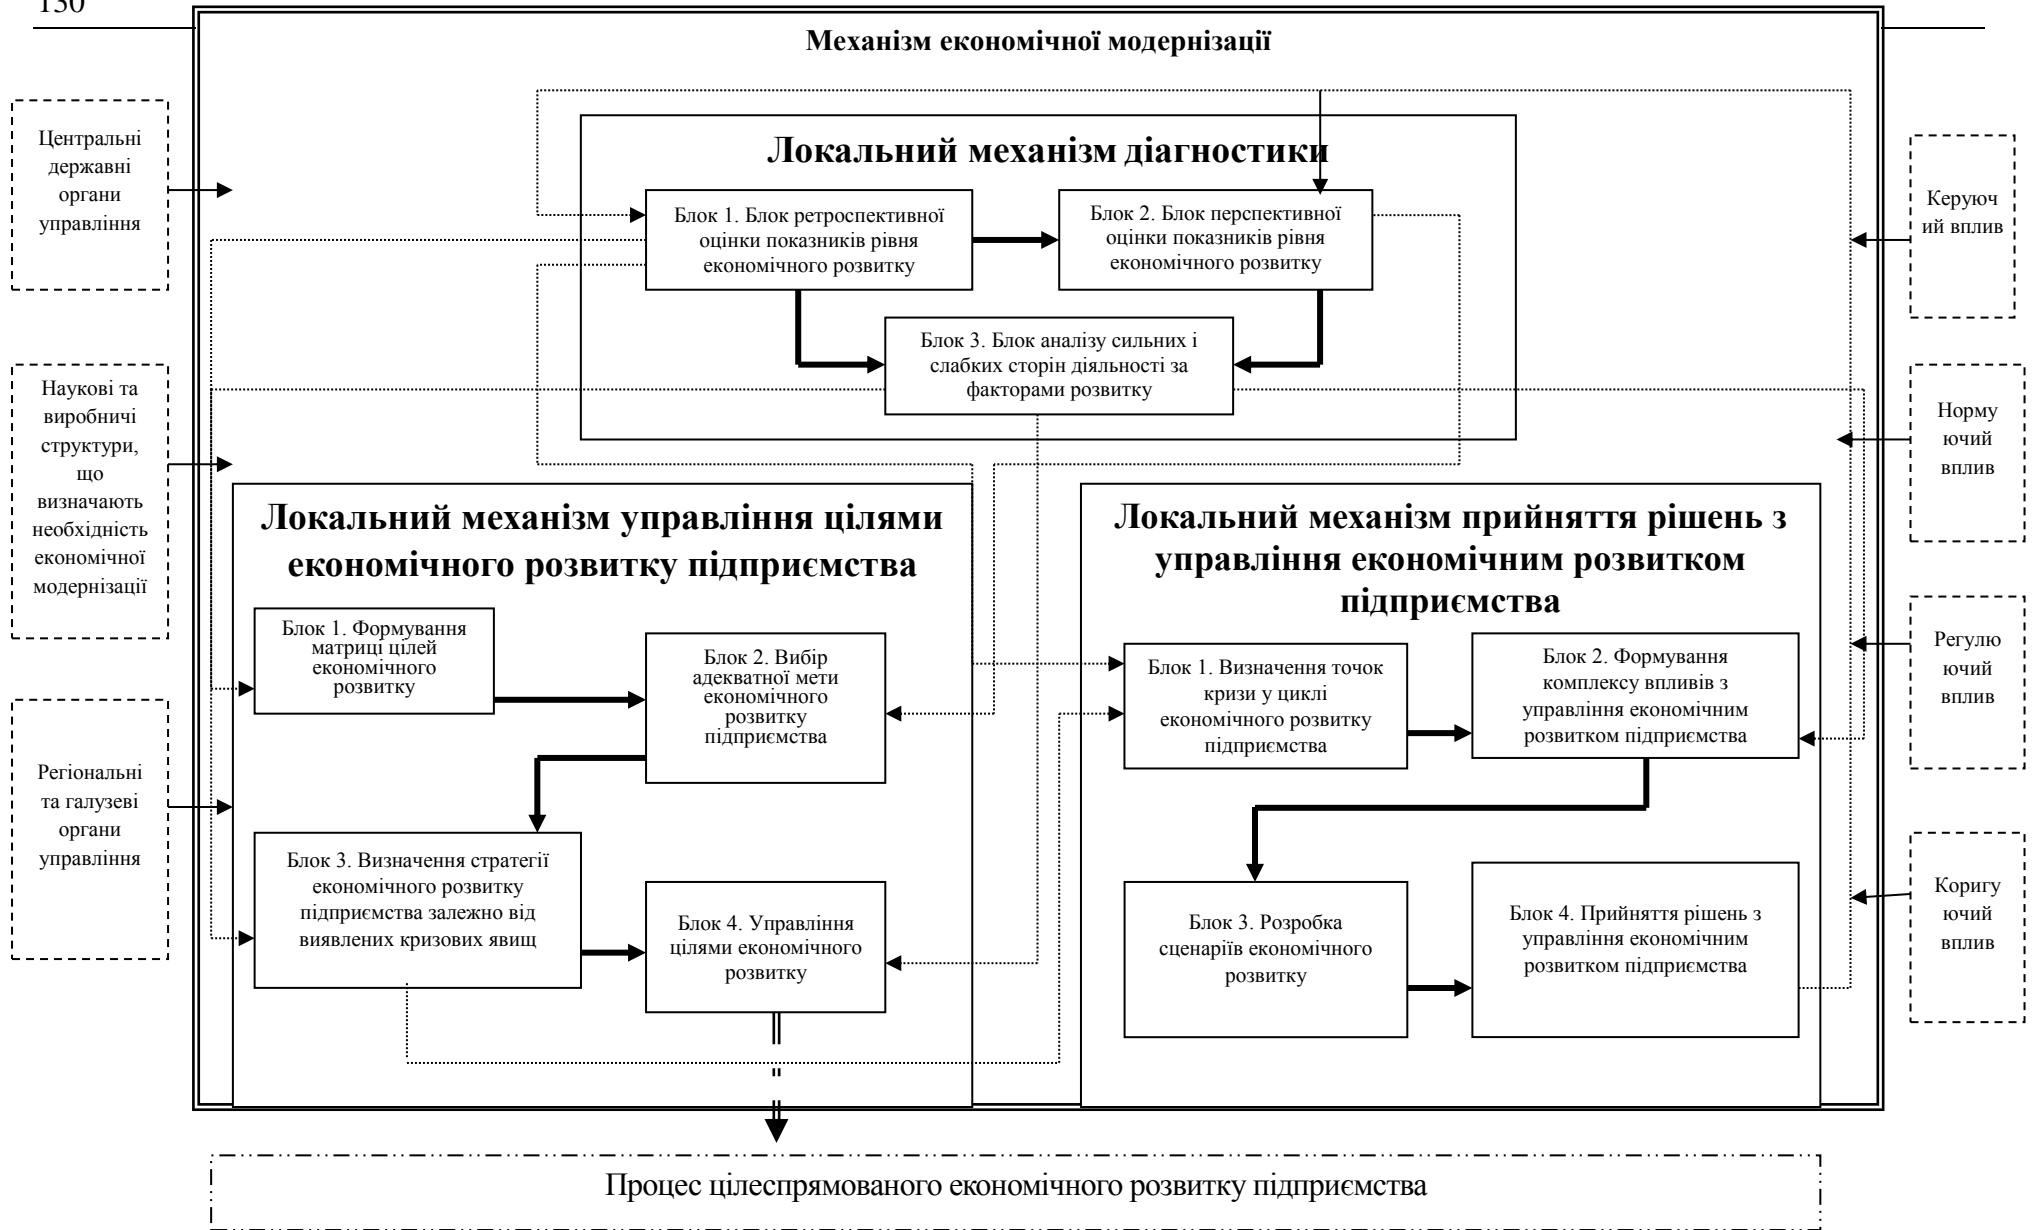 130
Механізм економічної модернізації
Центральні
державні
органи
управління
Наукові та
виробничі
структури,
що
визначають
необхідність
економічної
модернізації
Регіональні
та галузеві
органи
управління
Локальний механізм діагностики
Блок 1. Блок ретроспективної
оцінки показників рівня
економічного розвитку
Блок 2. Блок перспективної
оцінки показників рівня
економічного розвитку
Блок 3. Блок аналізу сильних і
слабких сторін діяльності за
факторами розвитку
Локальний механізм управління цілями
економічного розвитку підприємства
Блок 1. Формування
матриці цілей
економічного
розвитку
Блок 2. Вибір
адекватної мети
економічного
розвитку
підприємства
Блок 3. Визначення стратегії
економічного розвитку
підприємства залежно від
виявлених кризових явищ
Блок 4. Управління
цілями економічного
розвитку
Локальний механізм прийняття рішень з
управління економічним розвитком
підприємства
Блок 1. Визначення точок
кризи у циклі
економічного розвитку
підприємства
Блок 2. Формування
комплексу впливів з
управління економічним
розвитком підприємства
Блок 3. Розробка
сценаріїв економічного
розвитку
Блок 4. Прийняття рішень з
управління економічним
розвитком підприємства
Керуюч
ий вплив
Норму
ючий
вплив
Регулю
ючий
вплив
Коригу
ючий
вплив
Процес цілеспрямованого економічного розвитку підприємства